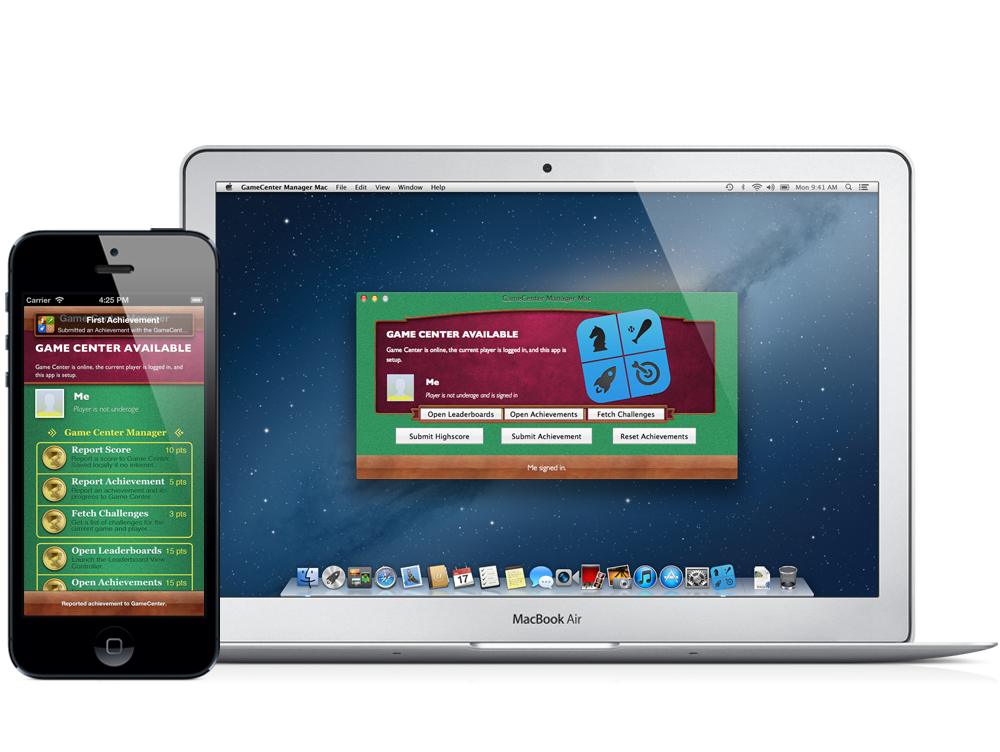 GameCenter Manager Mac File Edit View Window Help Mon 9:41 AM
GameCenter Manager Mac
GAME CENTER AVAILABLE
Game Center is online, the current player is logged in, and this app is
setup.
Me
Player is not underage and is signed in
Open Leaderboards Open Achievements Fetch Challenges
Submit Highscore Submit Achievement Reset Achievements
Me signed in.
17
MacBook Air
Carrier 4:25 PM
First Achievement
Submitted an Achievement with the GameCent...
GAME CENTER AVAILABLE
Game Center is online, the current player is logged in, and
this app is setup.
Me
Player is not underage
Game Center Manager
Report Score 10 pts
Report a score to Game Center.
Saved locally if no internet.
Report Achievement 5 pts
Report an achievement and its
progress to Game Center.
Fetch Challenges 3 pts
Get a list of challenges for the
current game and player.
Open Leaderboards 15 pts
Launch the Leaderboard View
Controller.
Open Achievements 15 pts
Reported achievement to GameCenter.